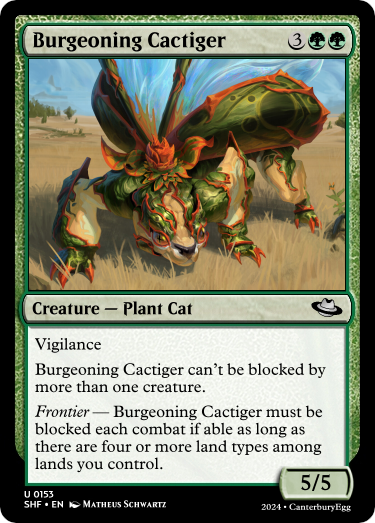 Burgeoning Cactiger 3
Creature — Plant Cat
Vigilance
Burgeoning Cactiger can't be blocked by
more than one creature.
Frontier — Burgeoning Cactiger must be
blocked each combat if able as long as
there are four or more land types among
lands you control.
5/5
U 0153
SHF • EN Matheus Schwartz
2024 • CanterburyEgg